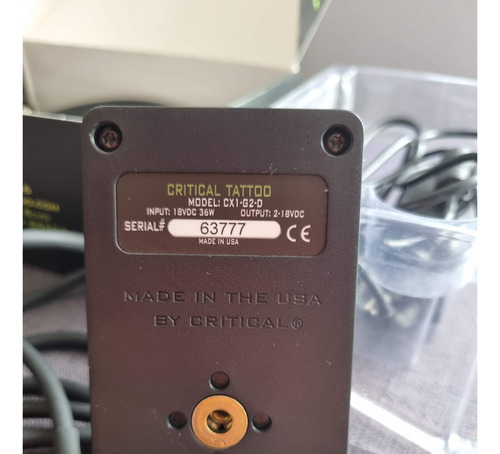 CRITICAL TATTOO
MODEL: CX1-G2-D
INPUT: 18VDC 36W OUTPUT: 2-18VDC
SERIAL# 63777 CE
MADE IN USA
MADE IN THE USA
BY CRITICAL®